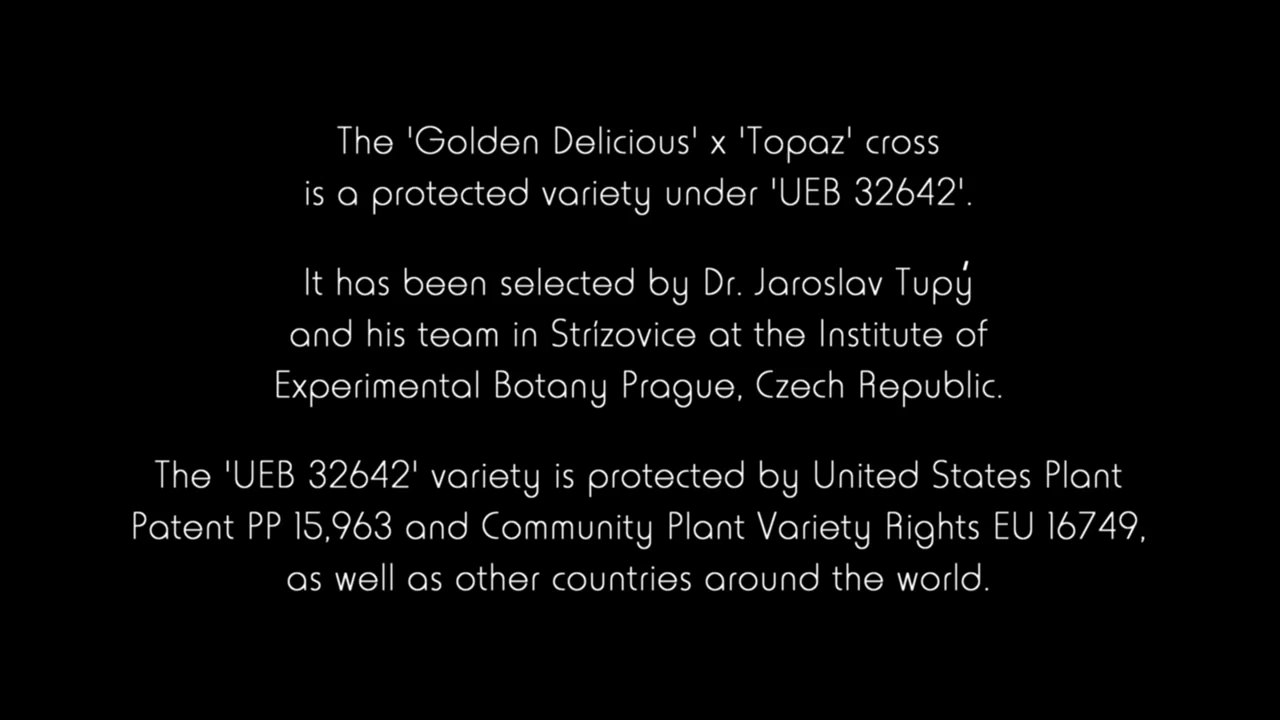 The 'Golden Delicious' x 'Topaz' cross
is a protected variety under 'UEB 32642'.
It has been selected by Dr. Jaroslav Tupý
and his team in Strízovice at the Institute of
Experimental Botany Prague, Czech Republic.
The 'UEB 32642' variety is protected by United States Plant
Patent PP 15,963 and Community Plant Variety Rights EU 16749,
as well as other countries around the world.